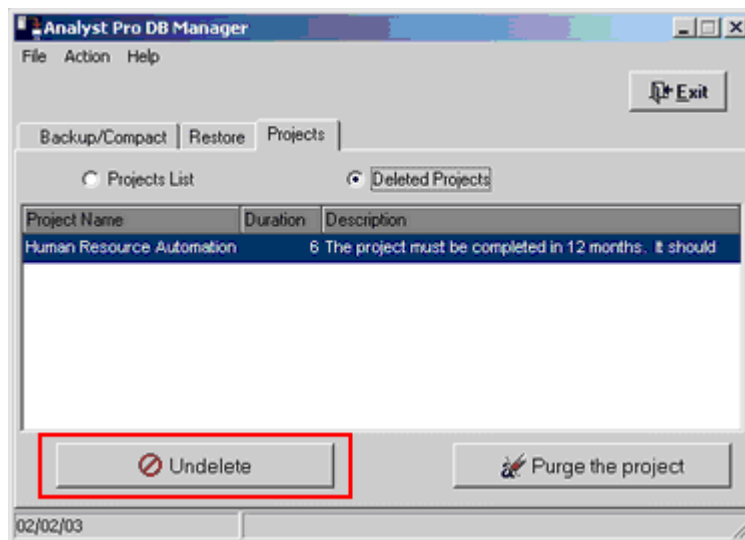 Analyst Pro DB Manager
File Action Help
Exit
Backup/Compact Restore Projects
Projects List Deleted Projects
Project Name Duration Description
Human Resource Automation 6 The project must be completed in 12 months. It should
Undelete Purge the project
02/02/03